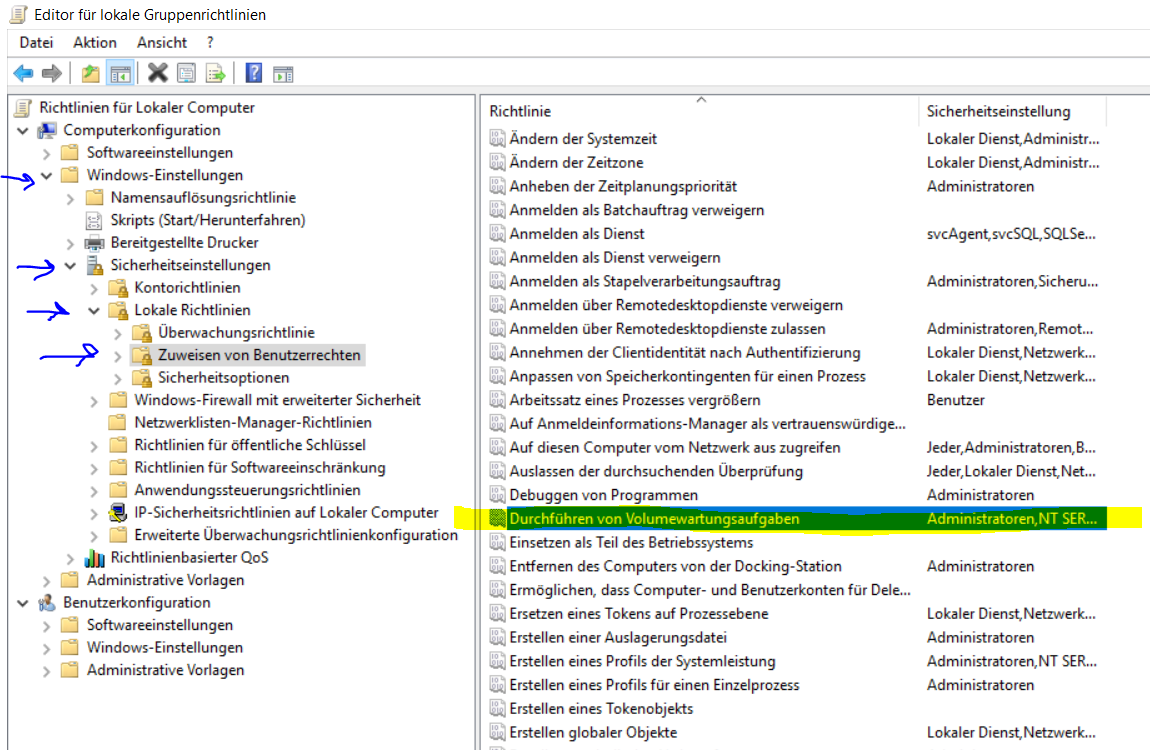 Editor für lokale Gruppenrichtlinien
Datei Aktion Ansicht ?
Richtlinien für Lokaler Computer
Computerkonfiguration
Softwareeinstellungen
Windows-Einstellungen
Namensauflösungsrichtlinie
Skripts (Start/Herunterfahren)
Bereitgestellte Drucker
Sicherheitseinstellungen
Kontorichtlinien
Lokale Richtlinien
Überwachungsrichtlinie
Zuweisen von Benutzerrechten
Sicherheitsoptionen
Windows-Firewall mit erweiterter Sicherheit
Netzwerklisten-Manager-Richtlinien
Richtlinien für öffentliche Schlüssel
Richtlinien für Softwareeinschränkung
Anwendungssteuerungsrichtlinien
IP-Sicherheitsrichtlinien auf Lokaler Computer
Erweiterte Überwachungsrichtlinienkonfiguration
Richtlinienbasierter QoS
Administrative Vorlagen
Benutzerkonfiguration
Softwareeinstellungen
Windows-Einstellungen
Administrative Vorlagen
Richtlinie Sicherheitseinstellung
Ändern der Systemzeit Lokaler Dienst,Administr...
Ändern der Zeitzone Lokaler Dienst,Administr...
Anheben der Zeitplanungspriorität Administratoren
Anmelden als Batchauftrag verweigern
Anmelden als Dienst svcAgent,svcSQL,SQLSe...
Anmelden als Dienst verweigern
Anmelden als Stapelverarbeitungsauftrag Administratoren,Sicheru...
Anmelden über Remotedesktopdienste verweigern
Anmelden über Remotedesktopdienste zulassen Administratoren,Remot...
Annehmen der Clientidentität nach Authentifizierung Lokaler Dienst,Netzwerk...
Anpassen von Speicherkontingenten für einen Prozess Lokaler Dienst,Netzwerk...
Arbeitssatz eines Prozesses vergrößern Benutzer
Auf Anmeldeinformations-Manager als vertrauenswürdige...
Auf diesen Computer vom Netzwerk aus zugreifen Jeder,Administratoren,B...
Auslassen der durchsuchenden Überprüfung Jeder,Lokaler Dienst,Net...
Debuggen von Programmen Administratoren
Durchführen von Volumewartungsaufgaben Administratoren,NT SER...
Einsetzen als Teil des Betriebssystems
Entfernen des Computers von der Docking-Station Administratoren
Ermöglichen, dass Computer- und Benutzerkonten für Dele...
Ersetzen eines Tokens auf Prozessebene Lokaler Dienst,Netzwerk...
Erstellen einer Auslagerungsdatei Administratoren
Erstellen eines Profils der Systemleistung Administratoren,NT SER...
Erstellen eines Profils für einen Einzelprozess Administratoren
Erstellen eines Tokenobjekts
Erstellen globaler Objekte Lokaler Dienst,Netzwerk...